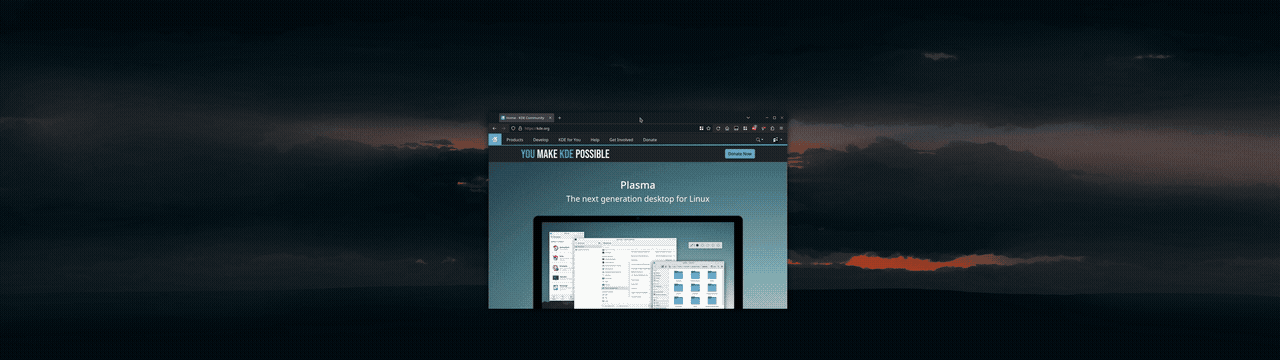 Home - KDE Community
https://kde.org
Products Develop KDE for You Help Get Involved Donate
YOU MAKE KDE POSSIBLE
Donate Now
Plasma
The next generation desktop for Linux